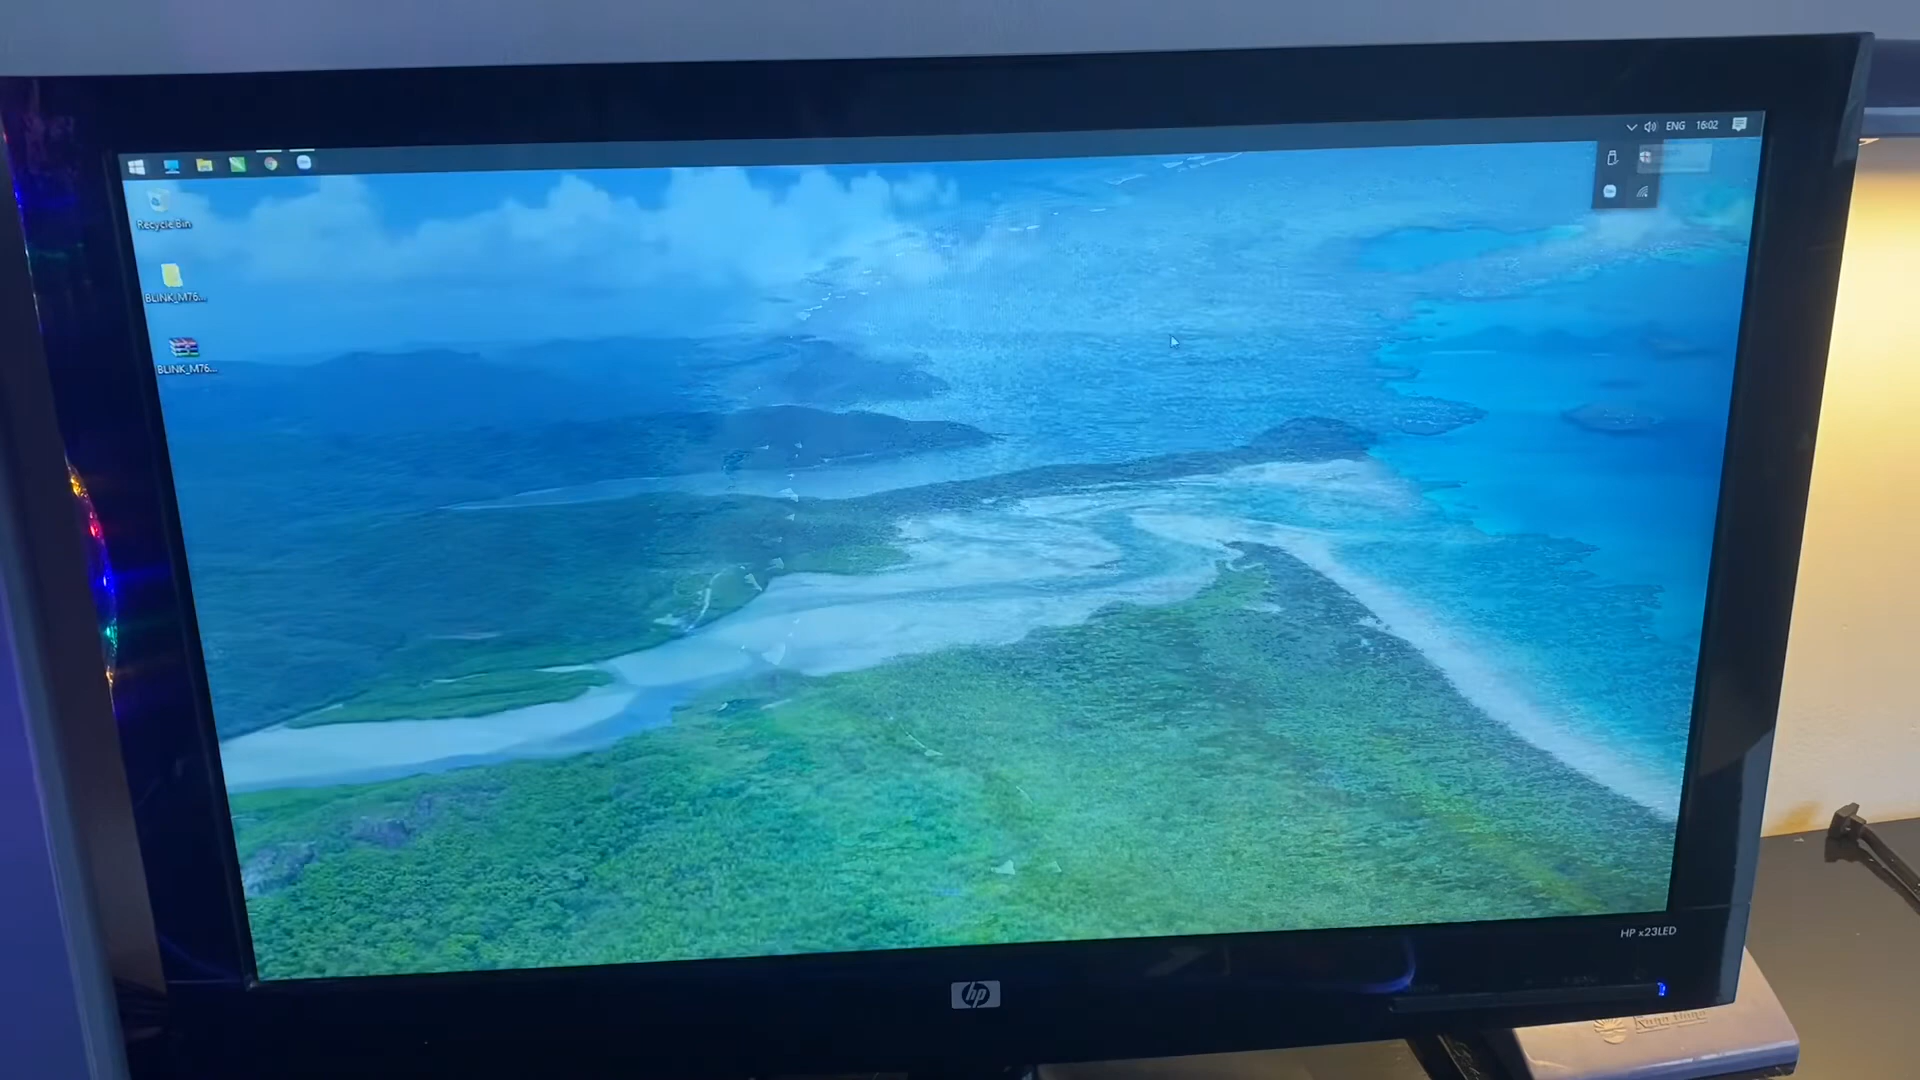 ENG 16:02
Recycle Bin
BLINK_M76...
BLINK_M76...
HP x23LED
hp